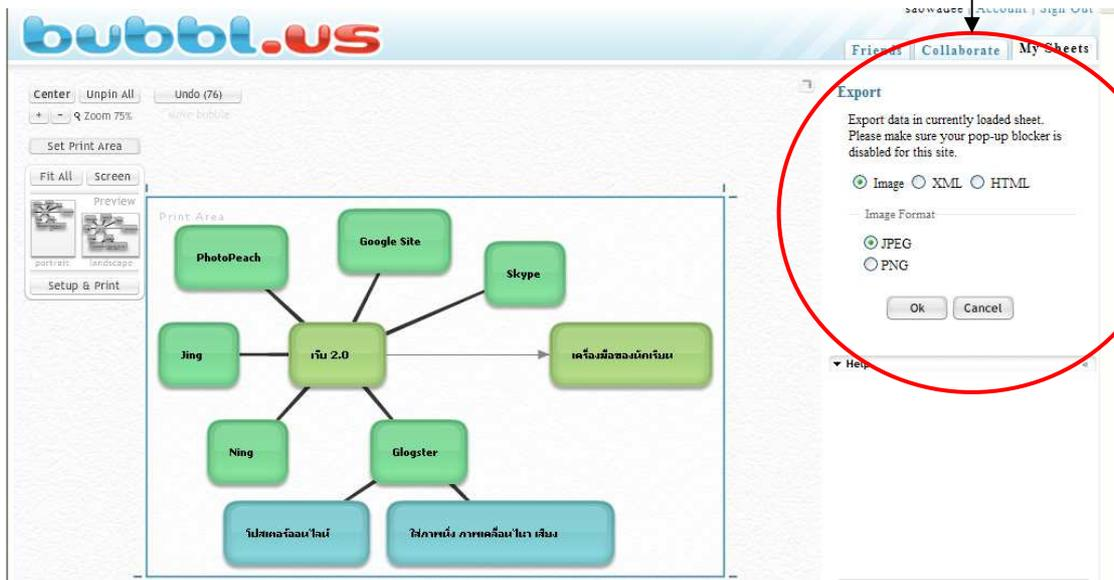 saowadee | Account | Sign Out
bubbl.us
Friends Collaborate My Sheets
Center Unpin All Undo (76)
+ - Zoom 75% move bubble
Set Print Area
Fit All Screen
Preview
portrait landscape
Setup & Print
Print Area
PhotoPeach
Google Site
Skype
Jing
เว็บ 2.0
เครื่องมือของนักเรียน
Ning
Glogster
โปสเตอร์ออนไลน์
ใส่ภาพนิ่ง ภาพเคลื่อนไหว เสียง
Export
Export data in currently loaded sheet.
Please make sure your pop-up blocker is
disabled for this site.
Image XML HTML
Image Format
JPEG
PNG
Ok Cancel
Help